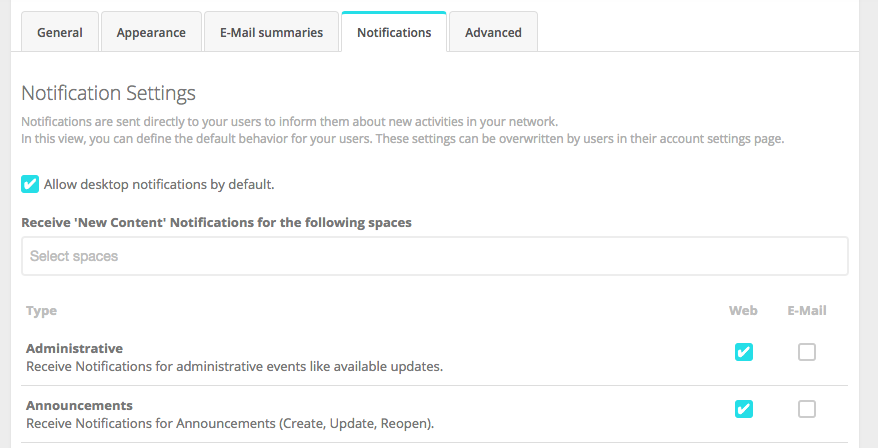 General Appearance E-Mail summaries Notifications Advanced
Notification Settings
Notifications are sent directly to your users to inform them about new activities in your network.
In this view, you can define the default behavior for your users. These settings can be overwritten by users in their account settings page.
Allow desktop notifications by default.
Receive 'New Content' Notifications for the following spaces
Select spaces
Type Web E-Mail
Administrative
Receive Notifications for administrative events like available updates.
Announcements
Receive Notifications for Announcements (Create, Update, Reopen).